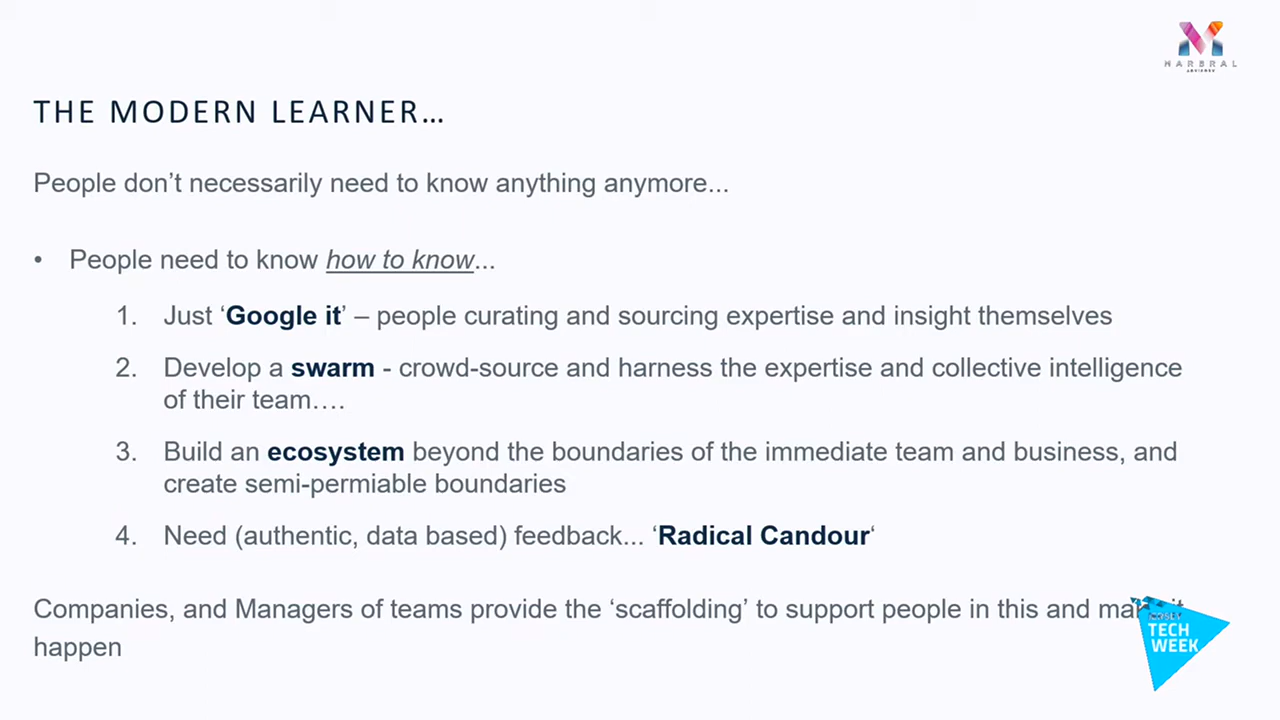 HARBRAL
THE MODERN LEARNER…
People don’t necessarily need to know anything anymore...
• People need to know how to know...
1. Just ‘Google it’ – people curating and sourcing expertise and insight themselves
2. Develop a swarm - crowd-source and harness the expertise and collective intelligence
of their team….
3. Build an ecosystem beyond the boundaries of the immediate team and business, and
create semi-permiable boundaries
4. Need (authentic, data based) feedback... ‘Radical Candour‘
Companies, and Managers of teams provide the ‘scaffolding’ to support people in this and
happen
TECH
WEEK